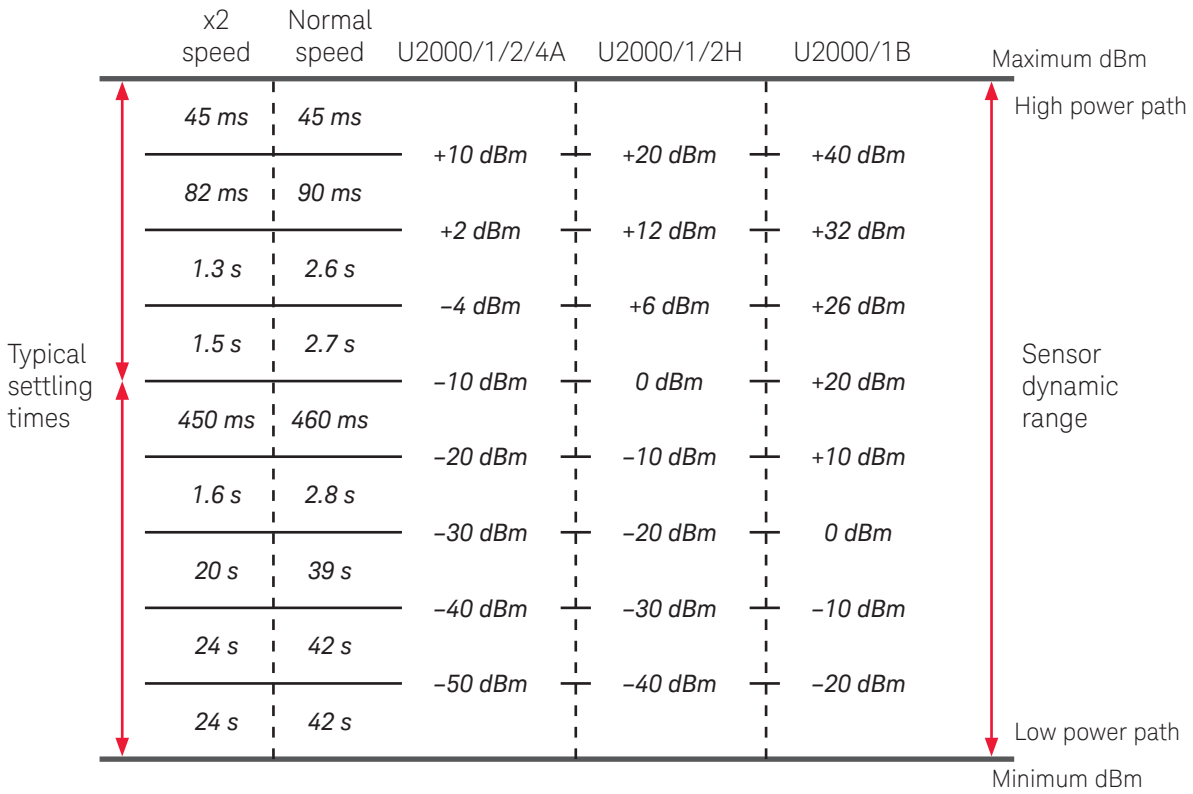 x2 speed Normal speed U2000/1/2/4A U2000/1/2H U2000/1B Maximum dBm
High power path
45 ms 45 ms
+10 dBm +20 dBm +40 dBm
82 ms 90 ms
+2 dBm +12 dBm +32 dBm
1.3 s 2.6 s
–4 dBm +6 dBm +26 dBm
1.5 s 2.7 s
Typical settling times
–10 dBm 0 dBm +20 dBm
Sensor dynamic range
450 ms 460 ms
–20 dBm –10 dBm +10 dBm
1.6 s 2.8 s
–30 dBm –20 dBm 0 dBm
20 s 39 s
–40 dBm –30 dBm –10 dBm
24 s 42 s
–50 dBm –40 dBm –20 dBm
24 s 42 s
Low power path
Minimum dBm